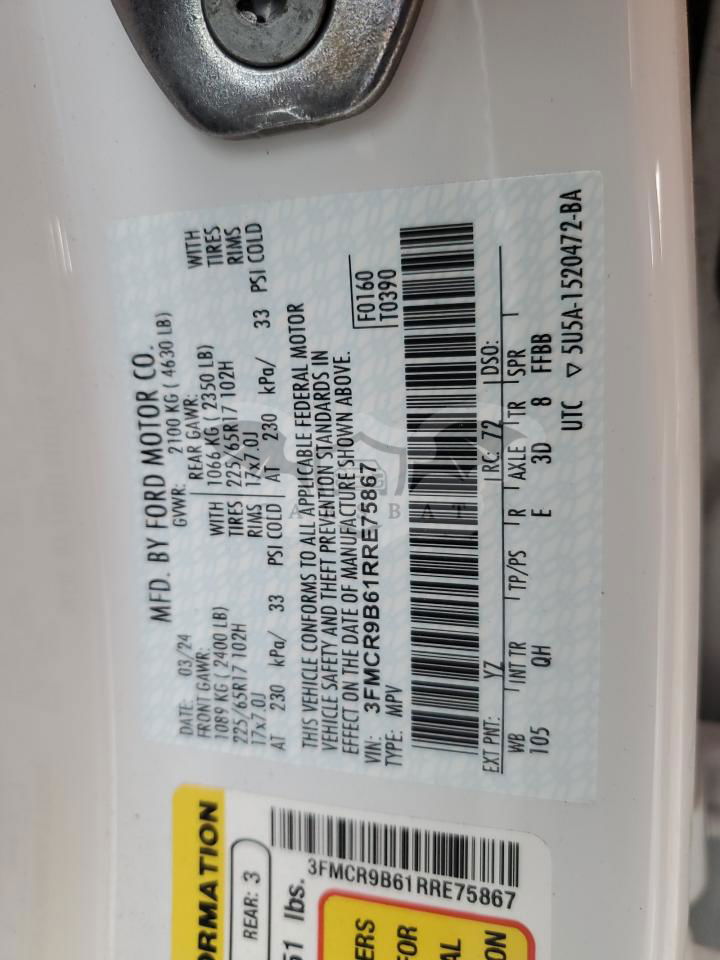 MFD. BY FORD MOTOR CO.
DATE: 03/24 GVWR: 2100 KG ( 4630 LB)
FRONT GAWR: REAR GAWR:
1089 KG ( 2400 LB) WITH 1066 KG ( 2350 LB) WITH
225/65R17 102H TIRES 225/65R17 102H TIRES
17x7.0J RIMS 17x7.0J RIMS
AT 230 kPa/ 33 PSI COLD AT 230 kPa/ 33 PSI COLD
THIS VEHICLE CONFORMS TO ALL APPLICABLE FEDERAL MOTOR
VEHICLE SAFETY AND THEFT PREVENTION STANDARDS IN
EFFECT ON THE DATE OF MANUFACTURE SHOWN ABOVE.
VIN: 3FMCR9B61RRE75867 F0160
TYPE: MPV T0390
EXT PNT: YZ RC: 72 DSO:
WB INT TR TP/PS R AXLE TR SPR
105 QH E 3D 8 FFBB
UTC ▽ 5U5A-1520472-BA
ORMATION
REAR: 3
51 lbs.
3FMCR9B61RRE75867
ERS
FOR
AL
ON